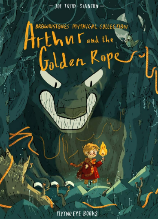 JOE TODD-STANTON
BROWNSTONE'S MYTHICAL COLLECTION
Arthur and the
Golden Rope
FLYING EYE BOOKS